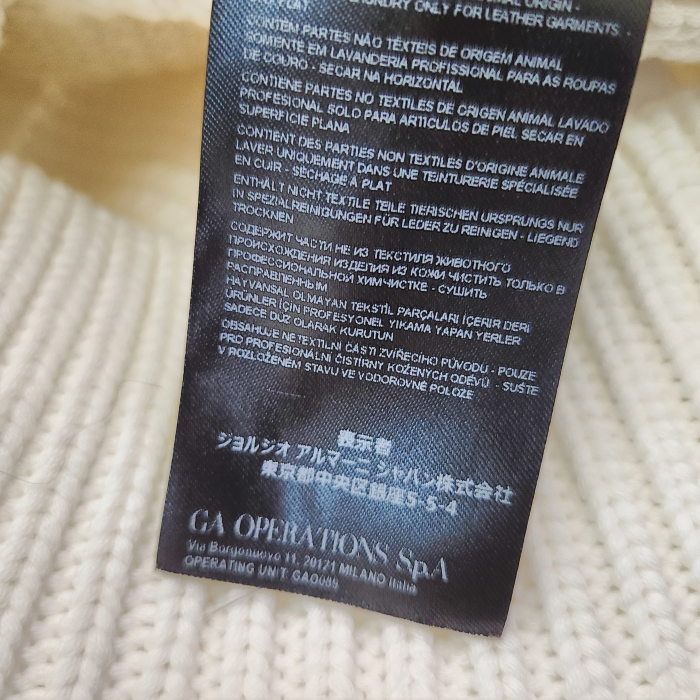 LAUNDRY ONLY FOR LEATHER GARMENTS -
CONTÉM PARTES NÃO TÊXTEIS DE ORIGEM ANIMAL
SOMENTE EM LAVANDERIA PROFISSIONAL PARA AS ROUPAS
DE COURO - SECAR NA HORIZONTAL
CONTIENE PARTES NO TEXTILES DE ORIGEN ANIMAL LAVADO
PROFESIONAL SOLO PARA ARTICULOS DE PIEL SECAR EN
SUPERFICIE PLANA
CONTIENT DES PARTIES NON TEXTILES D'ORIGINE ANIMALE
LAVER UNIQUEMENT DANS UNE TEINTURERIE SPÉCIALISÉE
EN CUIR - SÉCHAGE À PLAT
ENTHÄLT NICHT TEXTILE TEILE TIERISCHEN URSPRUNGS NUR
IN SPEZIALREINIGUNGEN FÜR LEDER ZU REINIGEN - LIEGEND
TROCKNEN
СОДЕРЖИТ ЧАСТИ НЕ ИЗ ТЕКСТИЛЯ ЖИВОТНОГО
ПРОИСХОЖДЕНИЯ ИЗДЕЛИЯ ИЗ КОЖИ ЧИСТИТЬ ТОЛЬКО В
ПРОФЕССИОНАЛЬНОЙ ХИМЧИСТКЕ - СУШИТЬ
РАСПРАВЛЕННЫМ
HAYVANSAL OLMAYAN TEKSTİL PARÇALARI İÇERIR DERI
ÜRÜNLER İÇİN PROFESYONEL YIKAMA YAPAN YERLER
SADECE DÜZ OLARAK KURUTUN
OBSAHUJE NETEXTILNÍ ČÁSTI ZVÍŘECÍHO PŮVODU - POUZE
PRO PROFESIONÁLNÍ ČISTÍRNY KOŽENÝCH ODĚVŮ - SUŠTE
V ROZLOŽENÉM STAVU VE VODOROVNÉ POLOZE
表示者
ジョルジオ アルマーニ ジャパン株式会社
東京都中央区銀座5-5-4
GA OPERATIONS SpA
Via Borgonuovo 11, 20121 MILANO Italia
OPERATING UNIT GAO039